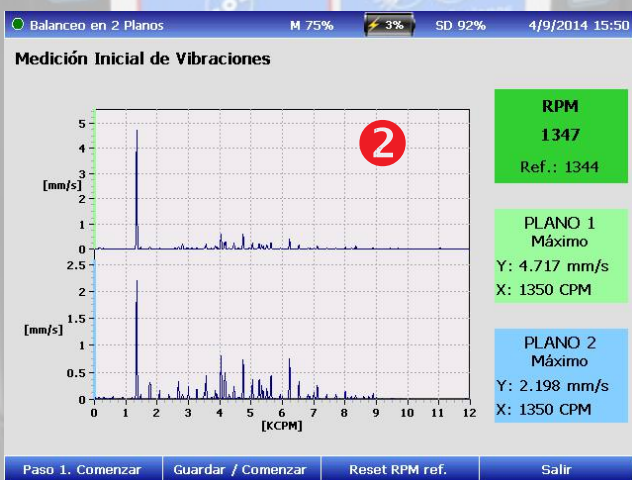 Balanceo en 2 Planos M 75% 3% SD 92% 4/9/2014 15:50
Medición Inicial de Vibraciones
2
5
4
3
[mm/s]
2
1
0
2.5
2
1.5
[mm/s]
1
0.5
0
0 1 2 3 4 5 6 7 8 9 10 11 12
[KCPM]
RPM
1347
Ref.: 1344
PLANO 1
Máximo
Y: 4.717 mm/s
X: 1350 CPM
PLANO 2
Máximo
Y: 2.198 mm/s
X: 1350 CPM
Paso 1. Comenzar Guardar / Comenzar Reset RPM ref. Salir